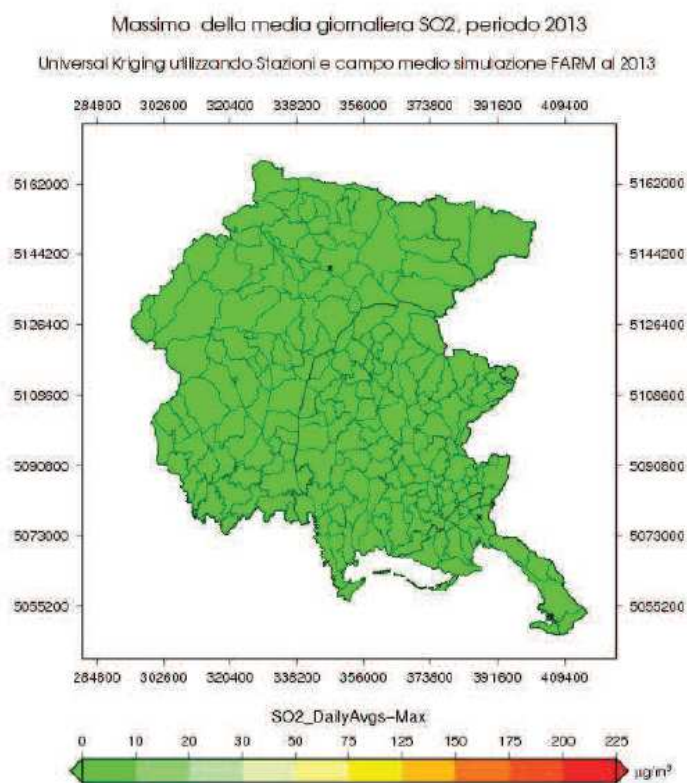 Massimo della media giornaliera SO2, periodo 2013
Universal Kriging utilizzando Stazioni e campo medio simulazione FARM al 2013
284800 302600 320400 338200 356000 373800 391600 409400
5162000 5162000
5144200 5144200
5126400 5126400
5108600 5108600
5090800 5090800
5073000 5073000
5055200 5055200
284800 302600 320400 338200 356000 373800 391600 409400
SO2_DailyAvgs-Max
0 10 20 30 50 75 125 150 200 225
µg/m³